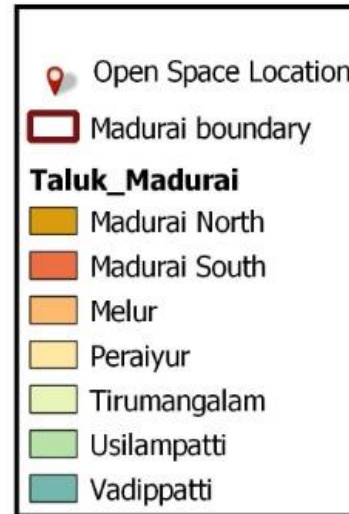 Open Space Location
Madurai boundary
Taluk_Madurai
Madurai North
Madurai South
Melur
Peraiyur
Tirumangalam
Usilampatti
Vadippatti